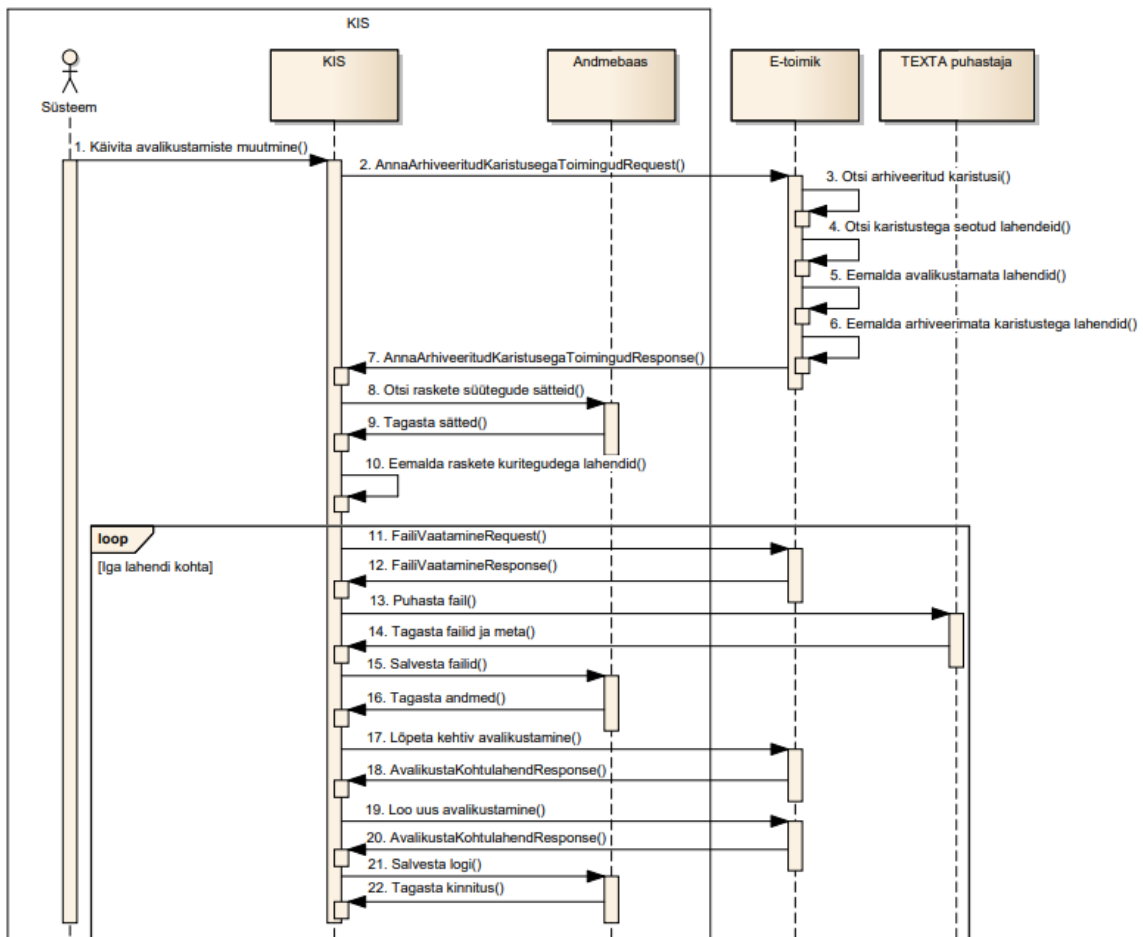 KIS
KIS
Andmebaas
E-toimik
TEXTA puhastaja
Süsteem
1. Käivita avalikustamiste muutmine()
2. AnnaArhiveeritudKaristusegaToimingudRequest()
3. Otsi arhiveeritud karistusi()
4. Otsi karistustega seotud lahendeid()
5. Eemalda avalikustamata lahendid()
6. Eemalda arhiveerimata karistustega lahendid()
7. AnnaArhiveeritudKaristusegaToimingudResponse()
8. Otsi raskete süütegude sätteid()
9. Tagasta sätted()
10. Eemalda raskete kuritegudega lahendid()
loop
[Iga lahendi kohta]
11. FailiVaatamineRequest()
12. FailiVaatamineResponse()
13. Puhasta fail()
14. Tagasta failid ja meta()
15. Salvesta failid()
16. Tagasta andmed()
17. Lõpeta kehtiv avalikustamine()
18. AvalikustaKohtulahendResponse()
19. Loo uus avalikustamine()
20. AvalikustaKohtulahendResponse()
21. Salvesta logi()
22. Tagasta kinnitus()